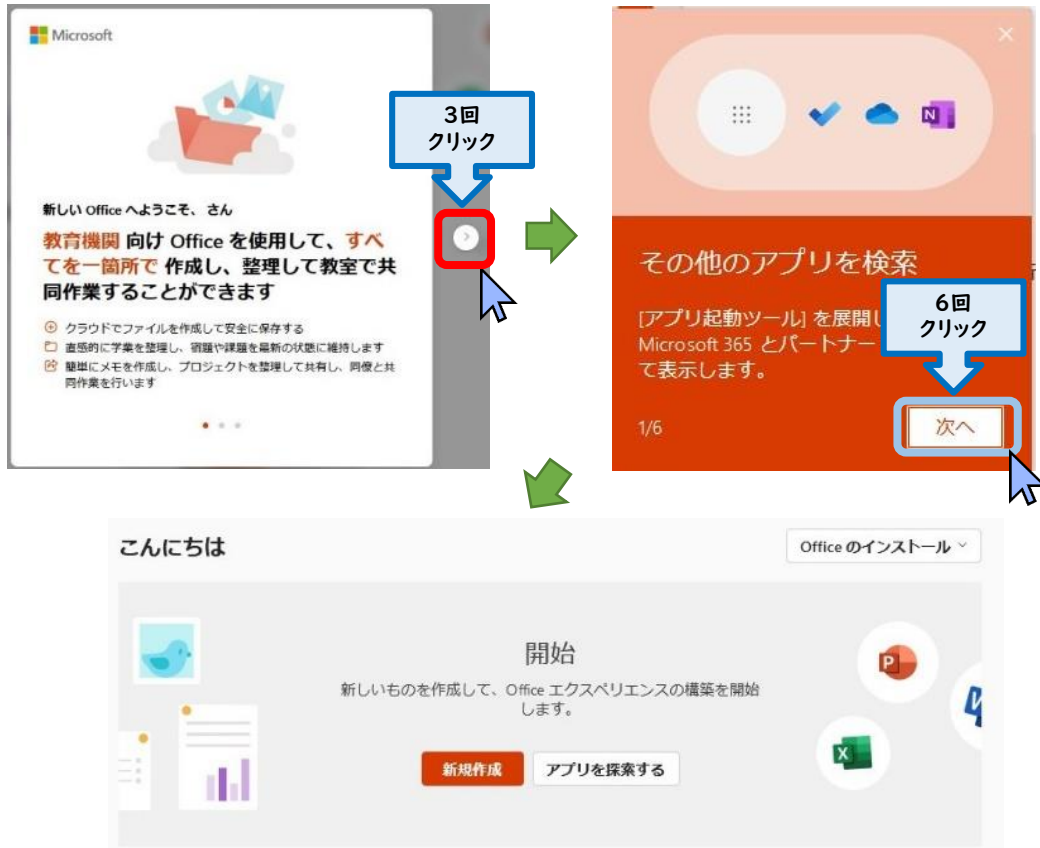 Microsoft
3回
クリック
新しい Office へようこそ、 さん
教育機関 向け Office を使用して、すべ
てを一箇所で 作成し、整理して教室で共
同作業することができます
クラウドでファイルを作成して安全に保存する
直感的に学業を整理し、宿題や課題を最新の状態に維持します
簡単にメモを作成し、プロジェクトを整理して共有し、同僚と共
同作業を行います
N
その他のアプリを検索
6回
クリック
[アプリ起動ツール] を展開し
Microsoft 365 とパートナー
て表示します。
1/6
次へ
こんにちは
Office のインストール
開始
新しいものを作成して、Office エクスペリエンスの構築を開始
します。
新規作成
アプリを探索する
P
X